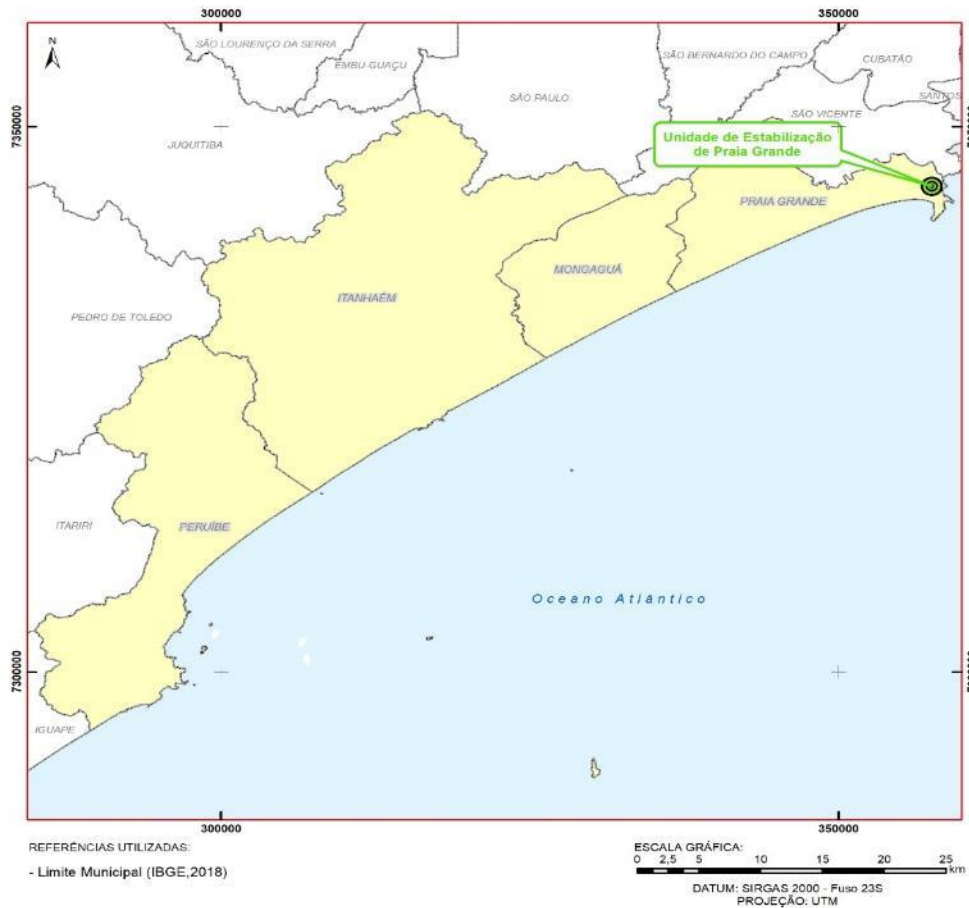 300000
350000
N
SÃO LOURENÇO DA SERRA
EMBU-GUAÇU
SÃO BERNARDO DO CAMPO
CUBATÃO
SÃO PAULO
SANTOS
SÃO VICENTE
7350000
JUQUITIBA
Unidade de Estabilização
de Praia Grande
PRAIA GRANDE
MONGAGUÁ
ITANHAÉM
PEDRO DE TOLEDO
ITARIRI
PERUÍBE
Oceano Atlântico
7300000
IGUAPE
300000
350000
REFERÊNCIAS UTILIZADAS:
- Limite Municipal (IBGE,2018)
ESCALA GRÁFICA:
0 2,5 5 10 15 20 25
km
DATUM: SIRGAS 2000 - Fuso 23S
PROJEÇÃO: UTM